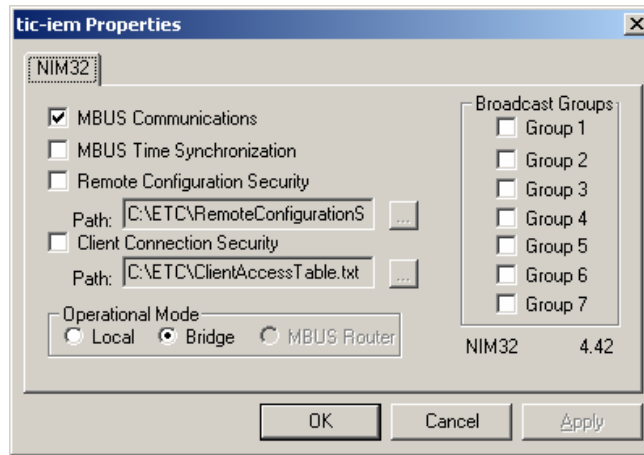 tic-iem Properties
NIM32
MBUS Communications
MBUS Time Synchronization
Remote Configuration Security
Path: C:\ETC\RemoteConfigurationS ...
Client Connection Security
Path: C:\ETC\ClientAccessTable.txt ...
Operational Mode
Local Bridge MBUS Router
Broadcast Groups
Group 1
Group 2
Group 3
Group 4
Group 5
Group 6
Group 7
NIM32 4.42
OK Cancel Apply